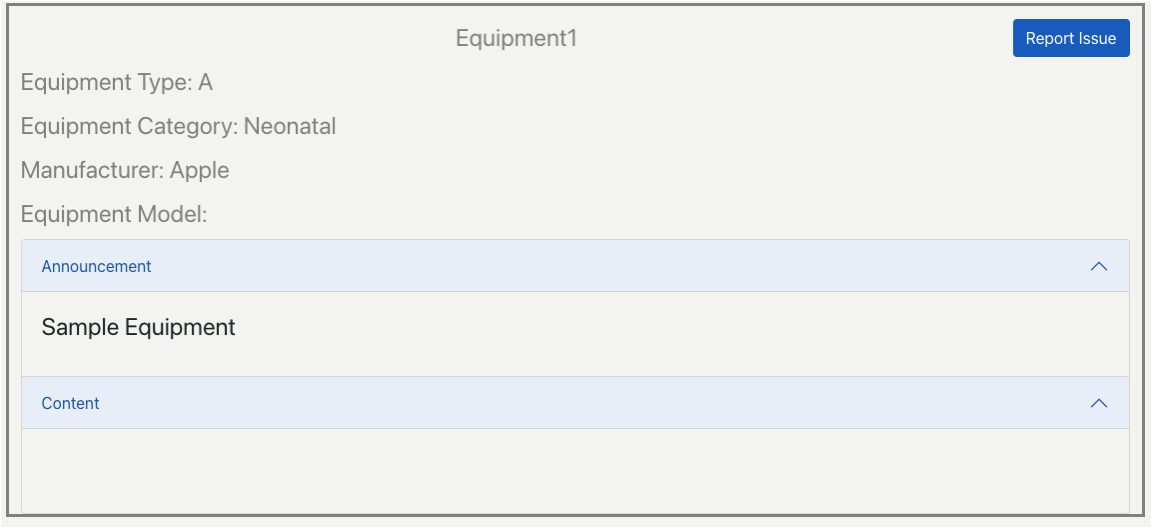 Equipment1
Report Issue
Equipment Type: A
Equipment Category: Neonatal
Manufacturer: Apple
Equipment Model:
Announcement
Sample Equipment
Content